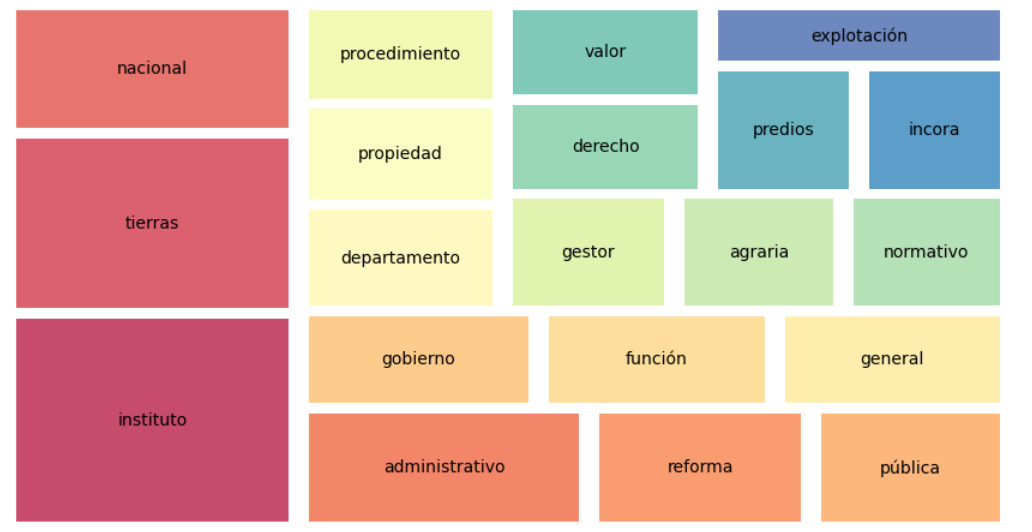 nacional
tierras
instituto
procedimiento
propiedad
departamento
valor
derecho
explotación
predios
incora
gestor
agraria
normativo
gobierno
función
general
administrativo
reforma
pública